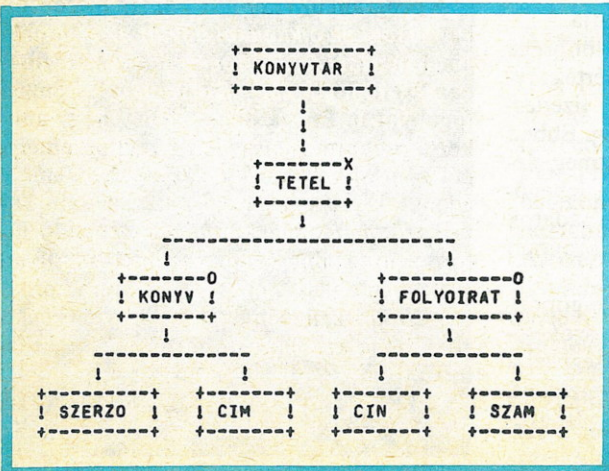 KONYVTAR
X
TETEL
O O
KONYV FOLYOIRAT
SZERZO CIM CIN SZAM